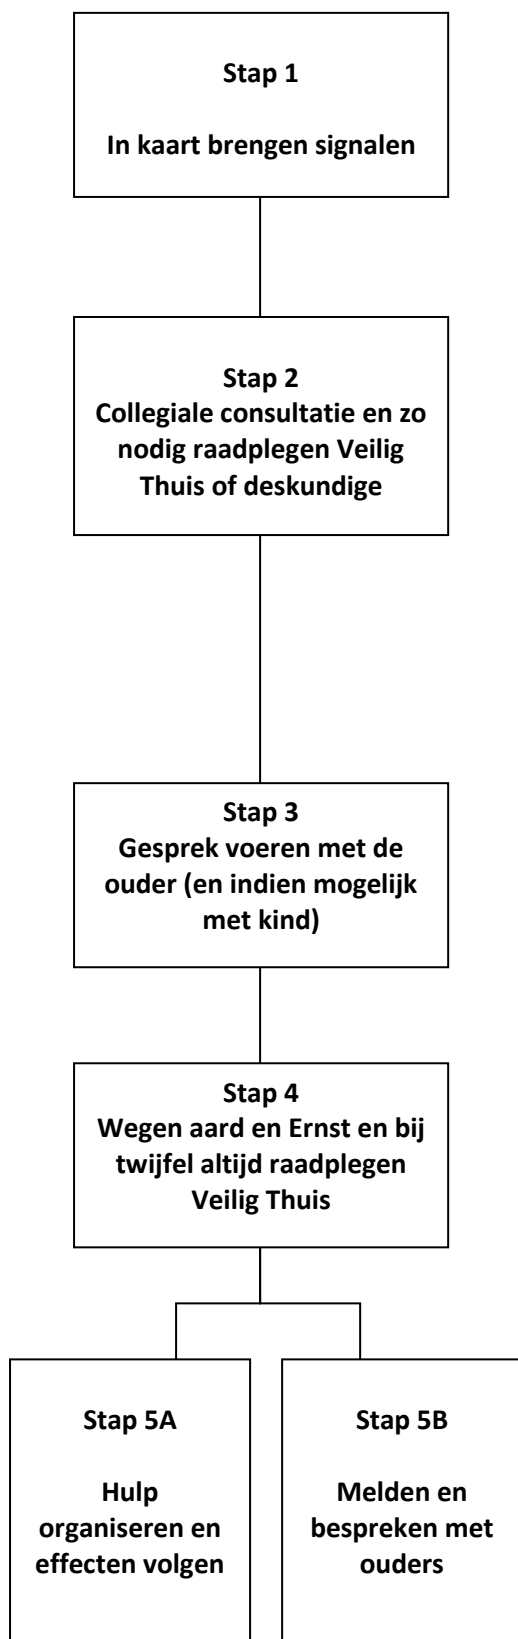 Stap 1
In kaart brengen signalen
Stap 2
Collegiale consultatie en zo
nodig raadplegen Veilig
Thuis of deskundige
Stap 3
Gesprek voeren met de
ouder (en indien mogelijk
met kind)
Stap 4
Wegen aard en Ernst en bij
twijfel altijd raadplegen
Veilig Thuis
Stap 5A
Hulp
organiseren en
effecten volgen
Stap 5B
Melden en
bespreken met
ouders